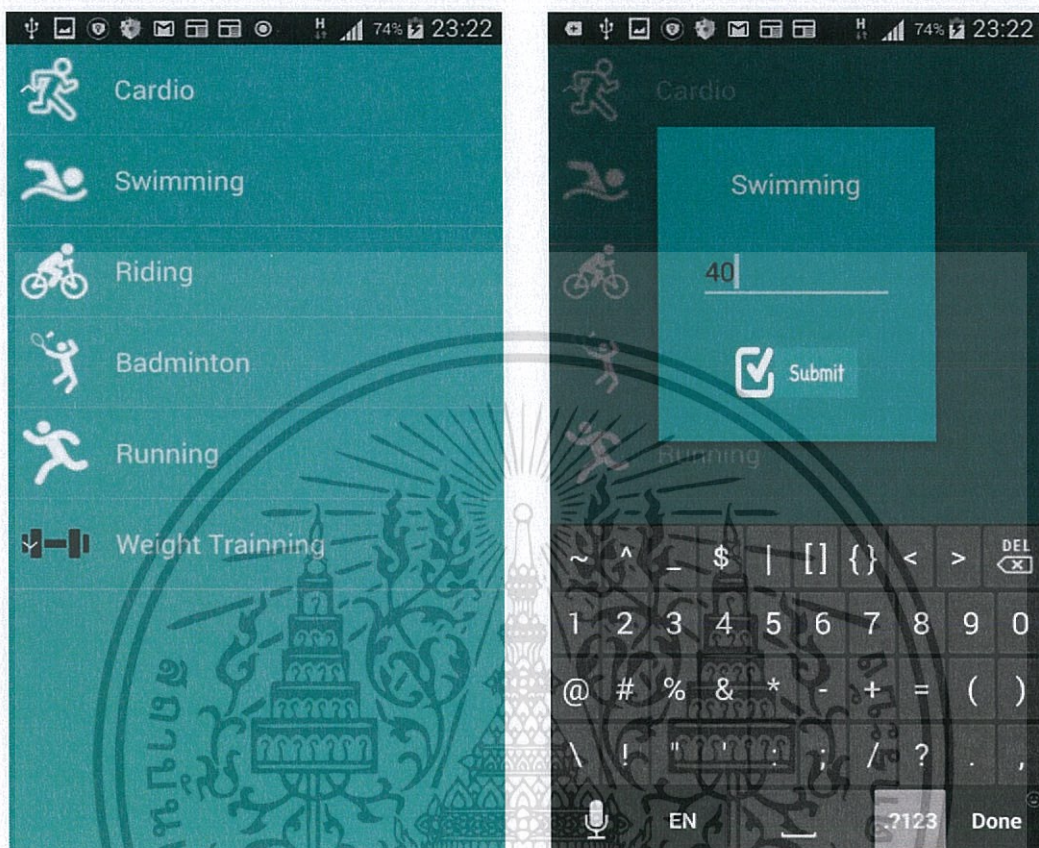 H 74% 23:22
Cardio
Swimming
Riding
Badminton
Running
Weight Trainning
H 74% 23:22
Cardio
Swimming
40
Submit
Running
~ ^ _ $ | [] {} < > DEL
1 2 3 4 5 6 7 8 9 0
@ # % & * - + = ( )
\ ! " ' : ; / ? . ,
EN .?123 Done